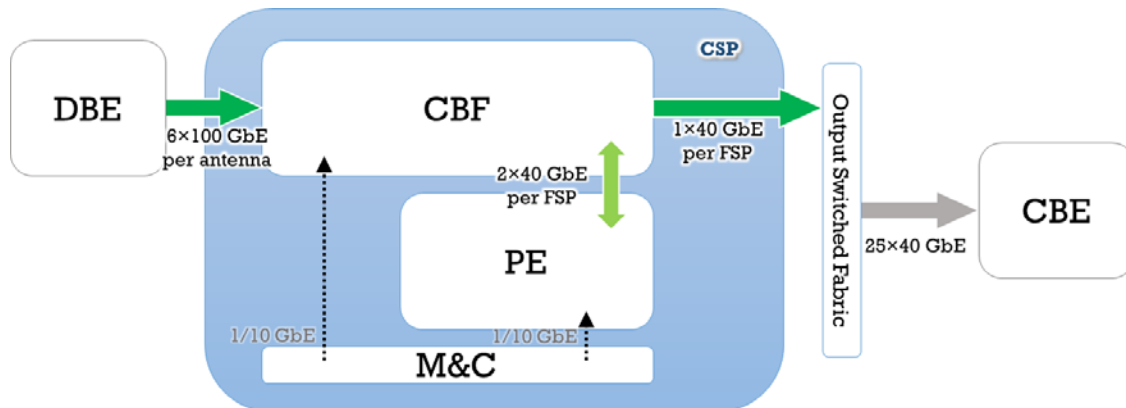 CSP
DBE
6×100 GbE
per antenna
CBF
1×40 GbE
per FSP
2×40 GbE
per FSP
PE
1/10 GbE
1/10 GbE
M&C
Output Switched Fabric
25×40 GbE
CBE